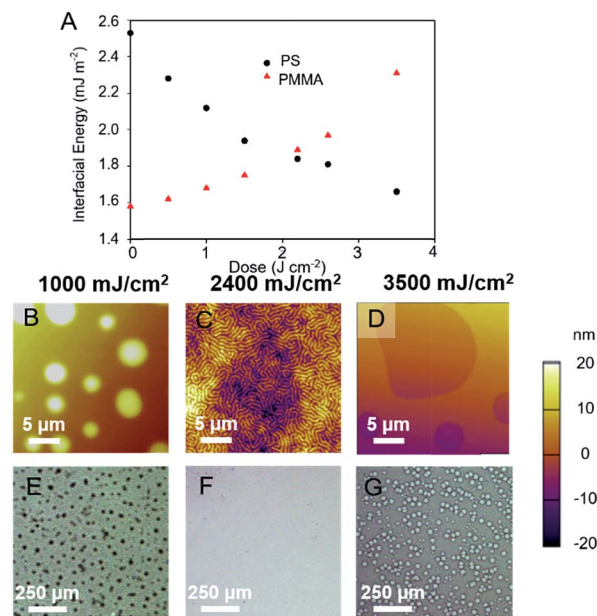 A
2.6
2.4
2.2
2.0
1.8
1.6
1.4
Interfacial Energy (mJ m⁻²)
PS
PMMA
0 1 2 3 4
Dose (J cm⁻²)
1000 mJ/cm² 2400 mJ/cm² 3500 mJ/cm²
B C D
5 µm 5 µm 5 µm
nm
20
10
0
-10
-20
E F G
250 µm 250 µm 250 µm